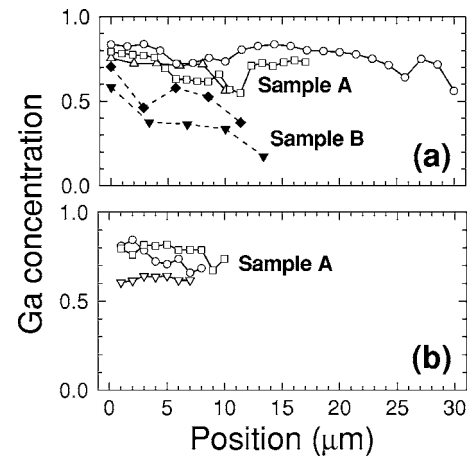 1.0
0.5
0.0
Sample A
Sample B
(a)
Ga concentration
1.0
0.5
0.0
Sample A
(b)
0 5 10 15 20 25 30
Position (μm)